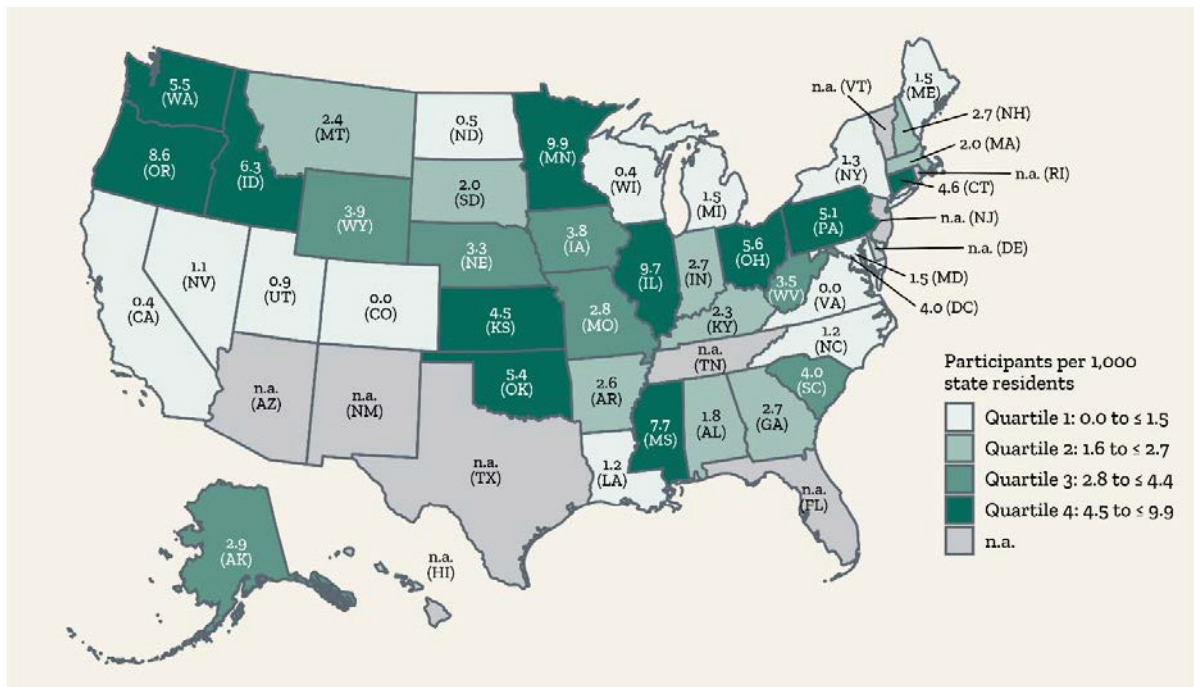 5.5
(WA)
8.6
(OR)
6.3
(ID)
2.4
(MT)
0.5
(ND)
9.9
(MN)
0.4
(WI)
1.5
(MI)
1.3
(NY)
n.a. (VT)
1.5
(ME)
2.7 (NH)
2.0 (MA)
n.a. (RI)
4.6 (CT)
n.a. (NJ)
n.a. (DE)
1.5 (MD)
4.0 (DC)
3.9
(WY)
2.0
(SD)
3.3
(NE)
3.8
(IA)
9.7
(IL)
2.7
(IN)
5.6
(OH)
5.1
(PA)
3.5
(WV)
0.0
(VA)
0.4
(CA)
1.1
(NV)
0.9
(UT)
0.0
(CO)
4.5
(KS)
2.8
(MO)
2.3
(KY)
1.2
(NC)
n.a.
(TN)
4.0
(SC)
n.a.
(AZ)
n.a.
(NM)
5.4
(OK)
2.6
(AR)
7.7
(MS)
1.8
(AL)
2.7
(GA)
n.a.
(TX)
1.2
(LA)
n.a.
(FL)
2.9
(AK)
n.a.
(HI)
Participants per 1,000
state residents
Quartile 1: 0.0 to ≤ 1.5
Quartile 2: 1.6 to ≤ 2.7
Quartile 3: 2.8 to ≤ 4.4
Quartile 4: 4.5 to ≤ 9.9
n.a.